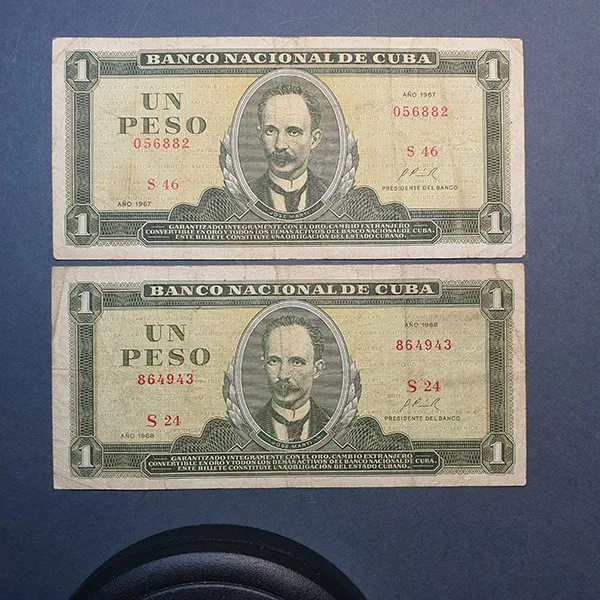 BANCO NACIONAL DE CUBA
1
1
UN
PESO
056882
S 46
AÑO 1967
AÑO 1967
056882
S 46
PRESIDENTE DEL BANCO
JOSE MARTI
1
1
GARANTIZADO INTEGRAMENTE CON EL ORO, CAMBIO EXTRANJERO
CONVERTIBLE EN ORO Y TODOS LOS DEMAS ACTIVOS DEL BANCO NACIONAL DE CUBA.
ESTE BILLETE CONSTITUYE UNA OBLIGACION DEL ESTADO CUBANO.
BANCO NACIONAL DE CUBA
1
1
UN
PESO
864943
S 24
AÑO 1968
AÑO 1968
864943
S 24
PRESIDENTE DEL BANCO
JOSE MARTI
1
1
GARANTIZADO INTEGRAMENTE CON EL ORO, CAMBIO EXTRANJERO
CONVERTIBLE EN ORO Y TODOS LOS DEMAS ACTIVOS DEL BANCO NACIONAL DE CUBA.
ESTE BILLETE CONSTITUYE UNA OBLIGACION DEL ESTADO CUBANO.